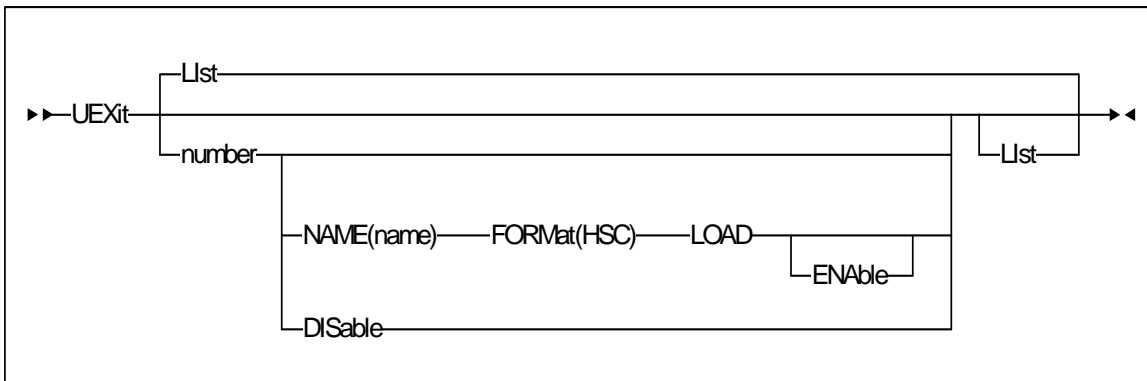 LIst
UEXit
number
LIst
NAME(name) FORMat(HSC) LOAD
ENAble
DISable